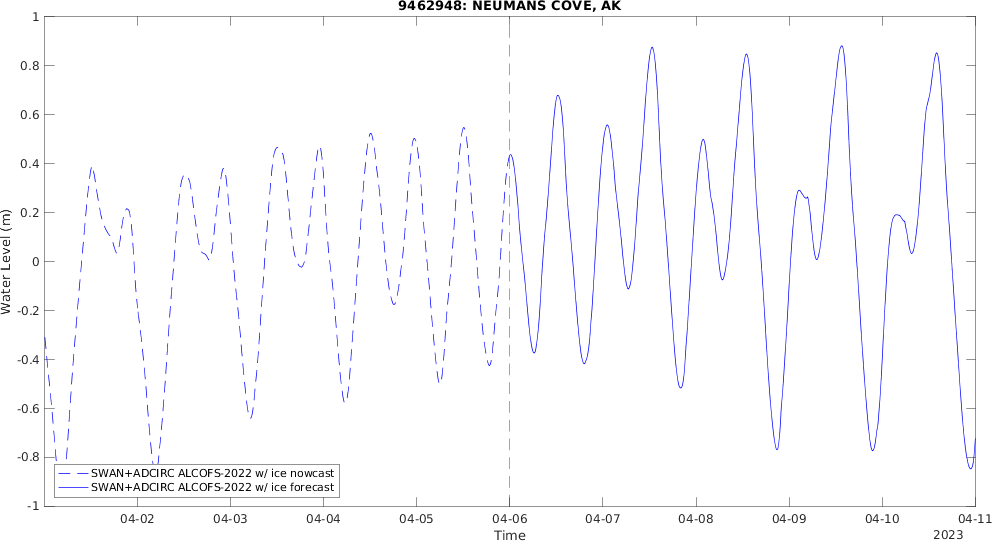 9462948: NEUMANS COVE, AK
Water Level (m)
1
0.8
0.6
0.4
0.2
0
-0.2
-0.4
-0.6
-0.8
-1
SWAN+ADCIRC ALCOFS-2022 w/ ice nowcast
SWAN+ADCIRC ALCOFS-2022 w/ ice forecast
04-02 04-03 04-04 04-05 04-06 04-07 04-08 04-09 04-10 04-11
Time
2023